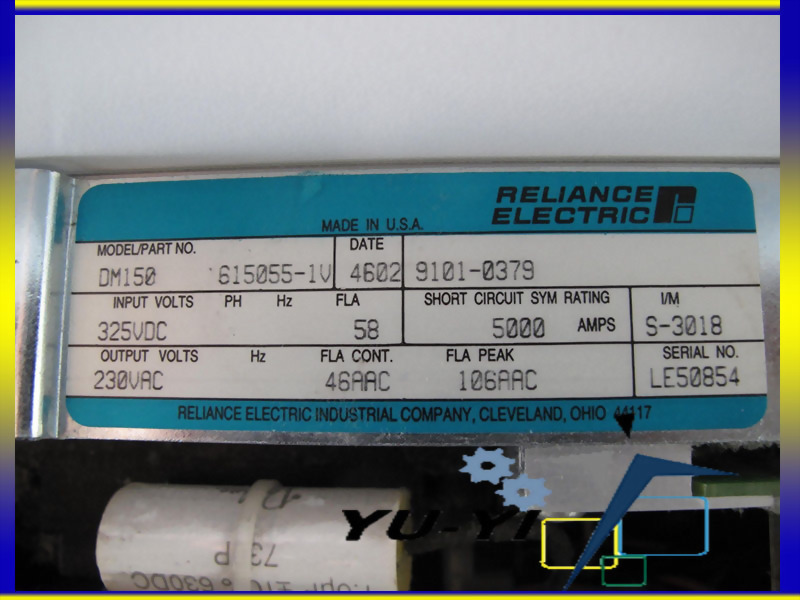 RELIANCE
ELECTRIC
MADE IN U.S.A.
MODEL/PART NO. DATE
DM150 615055-1V 4602 9101-0379
INPUT VOLTS PH Hz FLA SHORT CIRCUIT SYM RATING I/M
325VDC 58 5000 AMPS S-3018
OUTPUT VOLTS Hz FLA CONT. FLA PEAK SERIAL NO.
230VAC 46AAC 106AAC LE50854
RELIANCE ELECTRIC INDUSTRIAL COMPANY, CLEVELAND, OHIO 44117
YU-YI
73 P
630DC